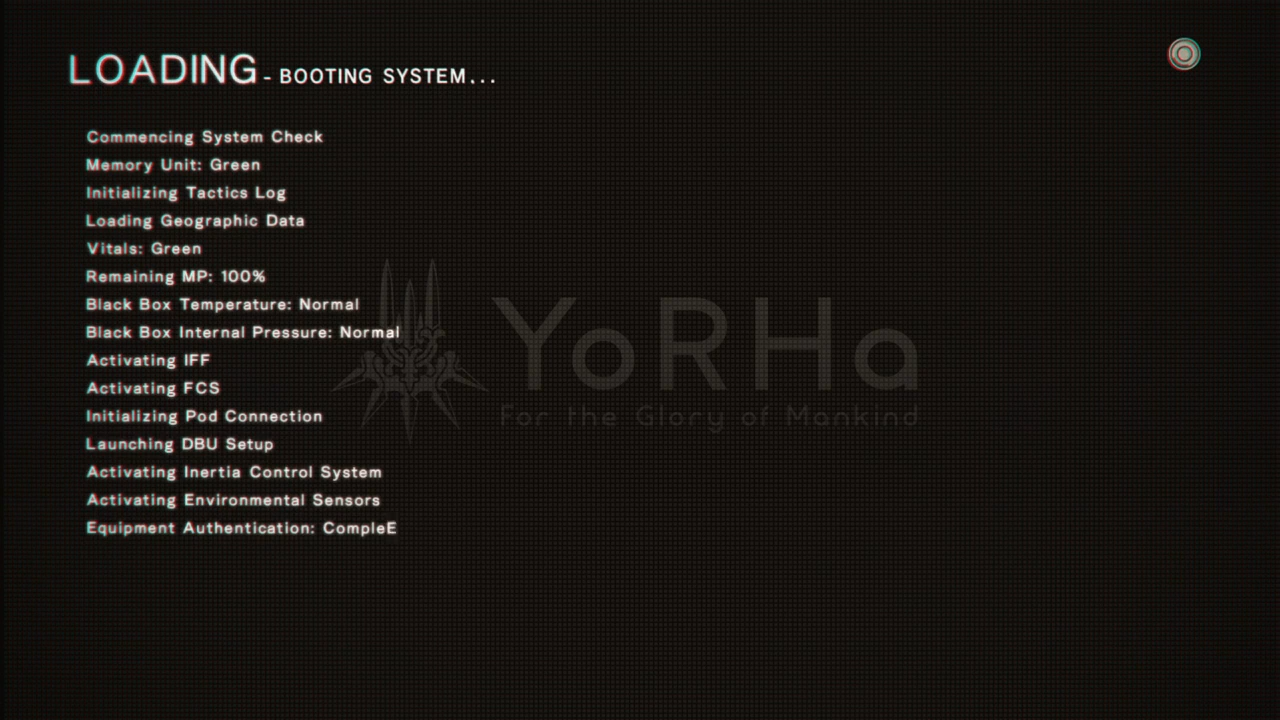 LOADING - BOOTING SYSTEM...
Commencing System Check
Memory Unit: Green
Initializing Tactics Log
Loading Geographic Data
Vitals: Green
Remaining MP: 100%
Black Box Temperature: Normal
Black Box Internal Pressure: Normal
Activating IFF
Activating FCS
Initializing Pod Connection
Launching DBU Setup
Activating Inertia Control System
Activating Environmental Sensors
Equipment Authentication: CompleE
YoRHa
For the Glory of Mankind